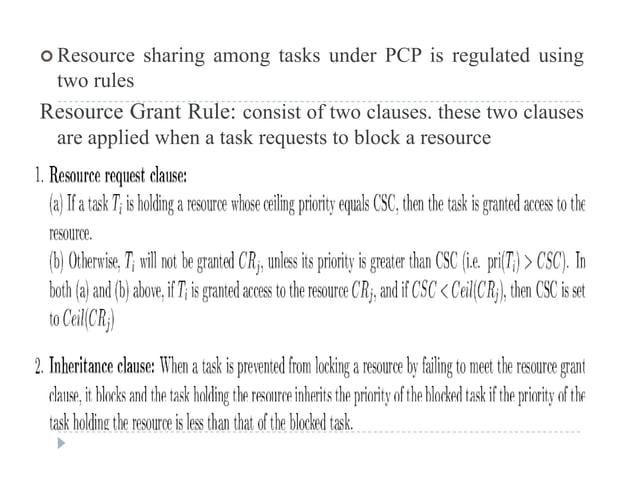 Resource sharing among tasks under PCP is regulated using
two rules
Resource Grant Rule: consist of two clauses. these two clauses
are applied when a task requests to block a resource
1. Resource request clause:
(a) If a task Ti is holding a resource whose ceiling priority equals CSC, then the task is granted access to the
resource.
(b) Otherwise, Ti will not be granted CRj, unless its priority is greater than CSC (i.e. pri(Ti) > CSC). In
both (a) and (b) above, if Ti is granted access to the resource CRj, and if CSC < Ceil(CRj), then CSC is set
to Ceil(CRj)
2. Inheritance clause: When a task is prevented from locking a resource by failing to meet the resource grant
clause, it blocks and the task holding the resource inherits the priority of the blocked task if the priority of the
task holding the resource is less than that of the blocked task.